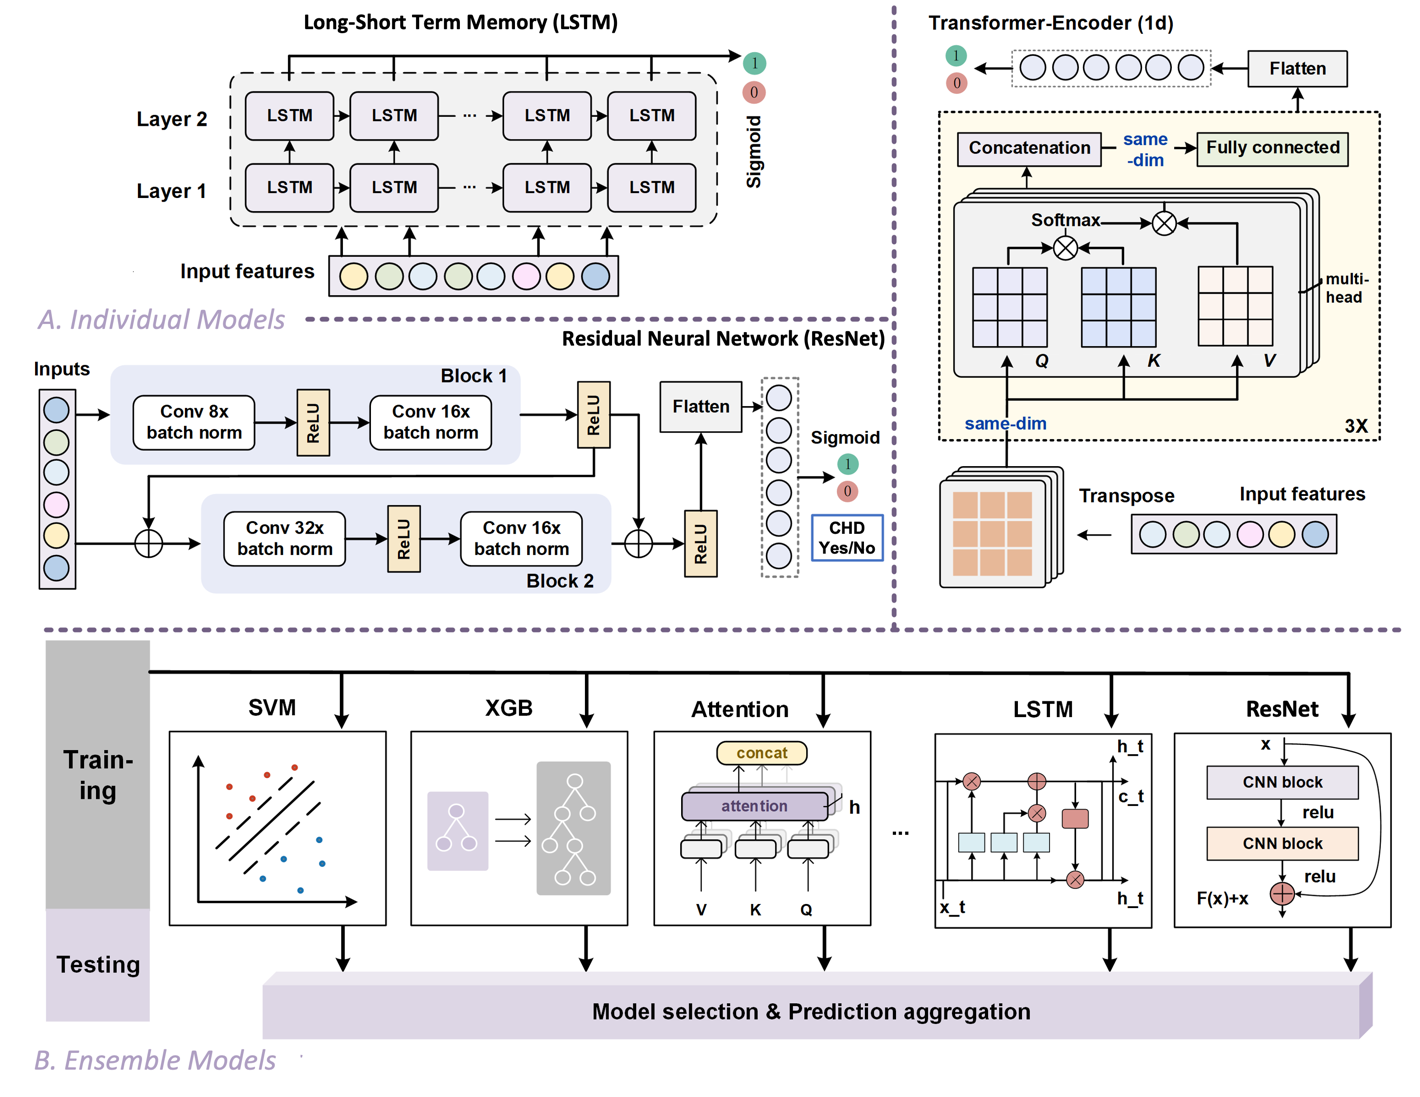 Long-Short Term Memory (LSTM)
1
0
Sigmoid
Layer 2
LSTM
LSTM
...
LSTM
LSTM
Layer 1
LSTM
LSTM
...
LSTM
LSTM
Input features
A. Individual Models
Transformer-Encoder (1d)
1
0
Flatten
Concatenation
same
-dim
Fully connected
Softmax
multi-
head
Q
K
V
same-dim
3X
Transpose
Input features
Residual Neural Network (ResNet)
Inputs
Block 1
Conv 8x
batch norm
ReLU
Conv 16x
batch norm
ReLU
Flatten
Sigmoid
1
0
Conv 32x
batch norm
ReLU
Conv 16x
batch norm
ReLU
CHD
Yes/No
Block 2
Train-
ing
Testing
SVM
XGB
Attention
concat
attention
h
V
K
Q
...
LSTM
h_t
c_t
x_t
h_t
ResNet
x
CNN block
relu
CNN block
relu
F(x)+x
Model selection & Prediction aggregation
B. Ensemble Models